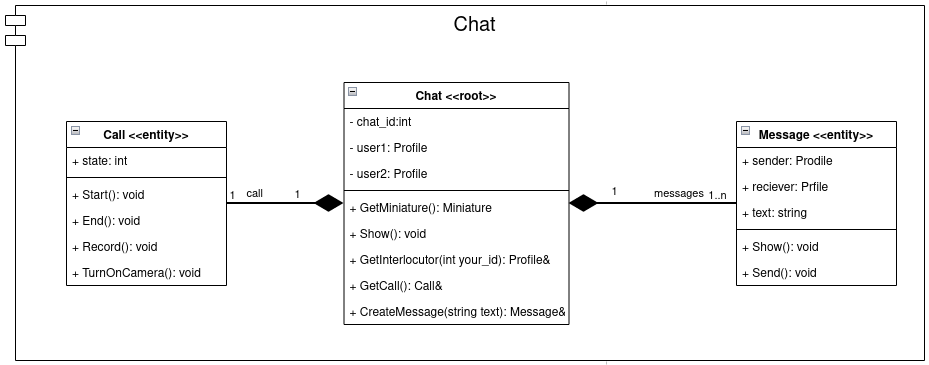 Chat
Call <<entity>>
+ state: int
+ Start(): void
+ End(): void
+ Record(): void
+ TurnOnCamera(): void
1
call
1
Chat <<root>>
- chat_id:int
- user1: Profile
- user2: Profile
+ GetMiniature(): Miniature
+ Show(): void
+ GetInterlocutor(int your_id): Profile&
+ GetCall(): Call&
+ CreateMessage(string text): Message&
1
messages
1..n
Message <<entity>>
+ sender: Prodile
+ reciever: Prfile
+ text: string
+ Show(): void
+ Send(): void